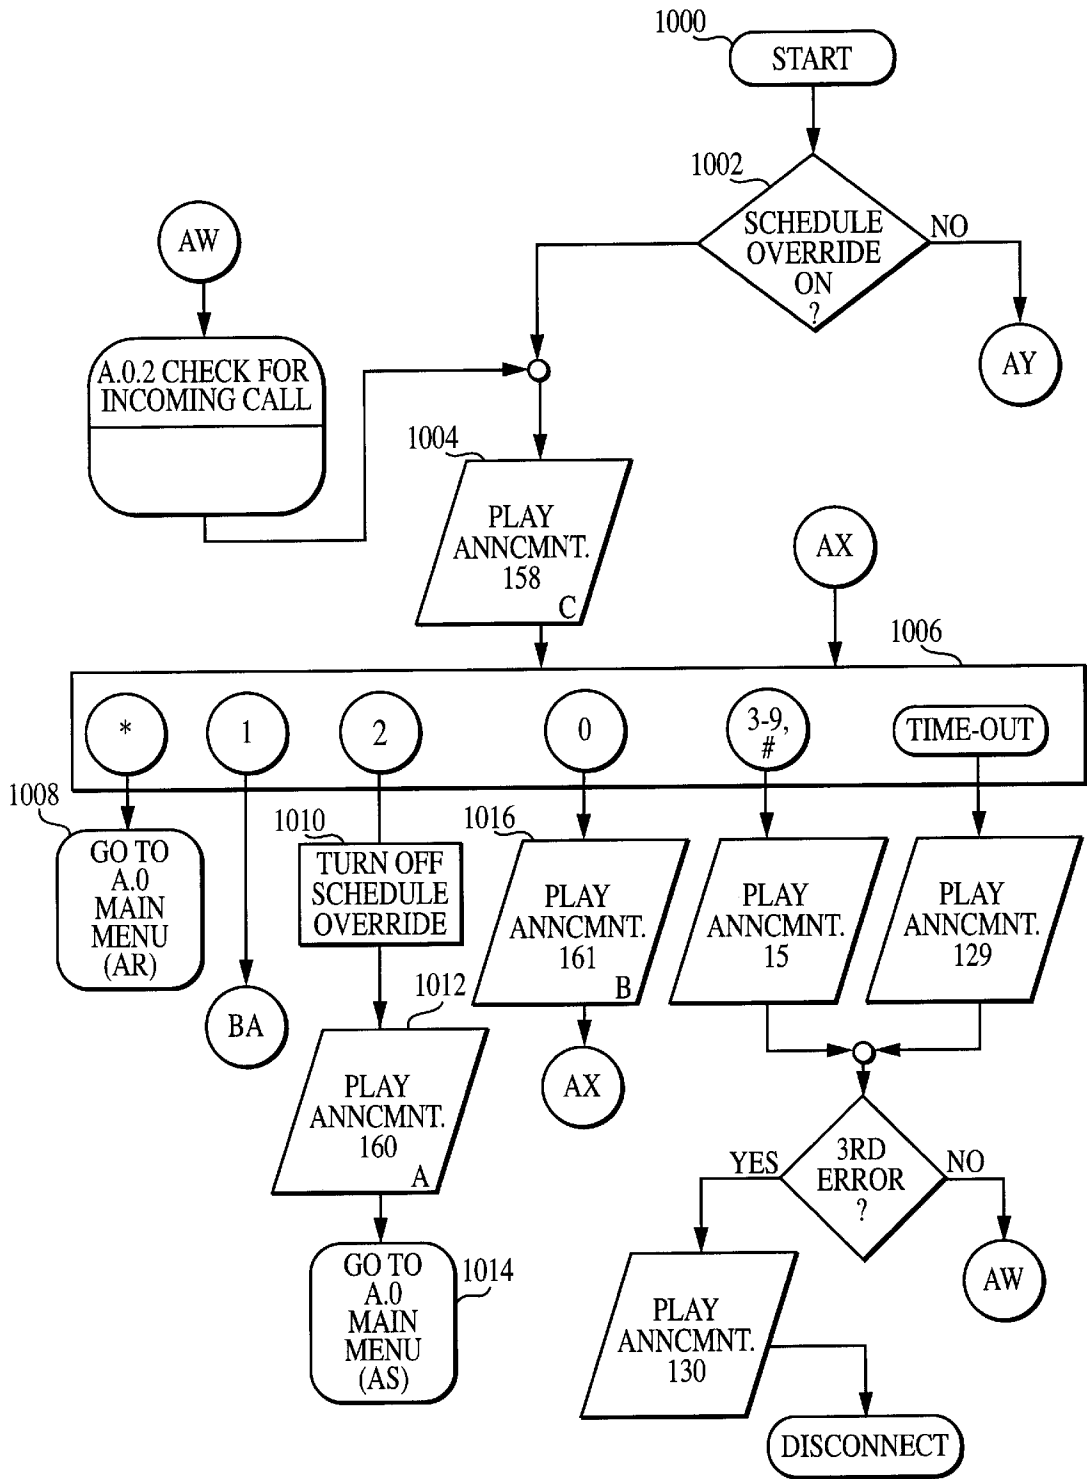 1000
START
1002
SCHEDULE
OVERRIDE
ON
?
NO
AW
AY
A.0.2 CHECK FOR
INCOMING CALL
1004
PLAY
ANNCMNT.
158
C
AX
1006
*
1
2
0
3-9,
#
TIME-OUT
1008
GO TO
A.0
MAIN
MENU
(AR)
BA
1010
TURN OFF
SCHEDULE
OVERRIDE
1012
PLAY
ANNCMNT.
160
A
GO TO
A.0
MAIN
MENU
(AS)
1014
1016
PLAY
ANNCMNT.
161
B
AX
PLAY
ANNCMNT.
15
PLAY
ANNCMNT.
129
3RD
ERROR
?
YES
NO
AW
PLAY
ANNCMNT.
130
DISCONNECT